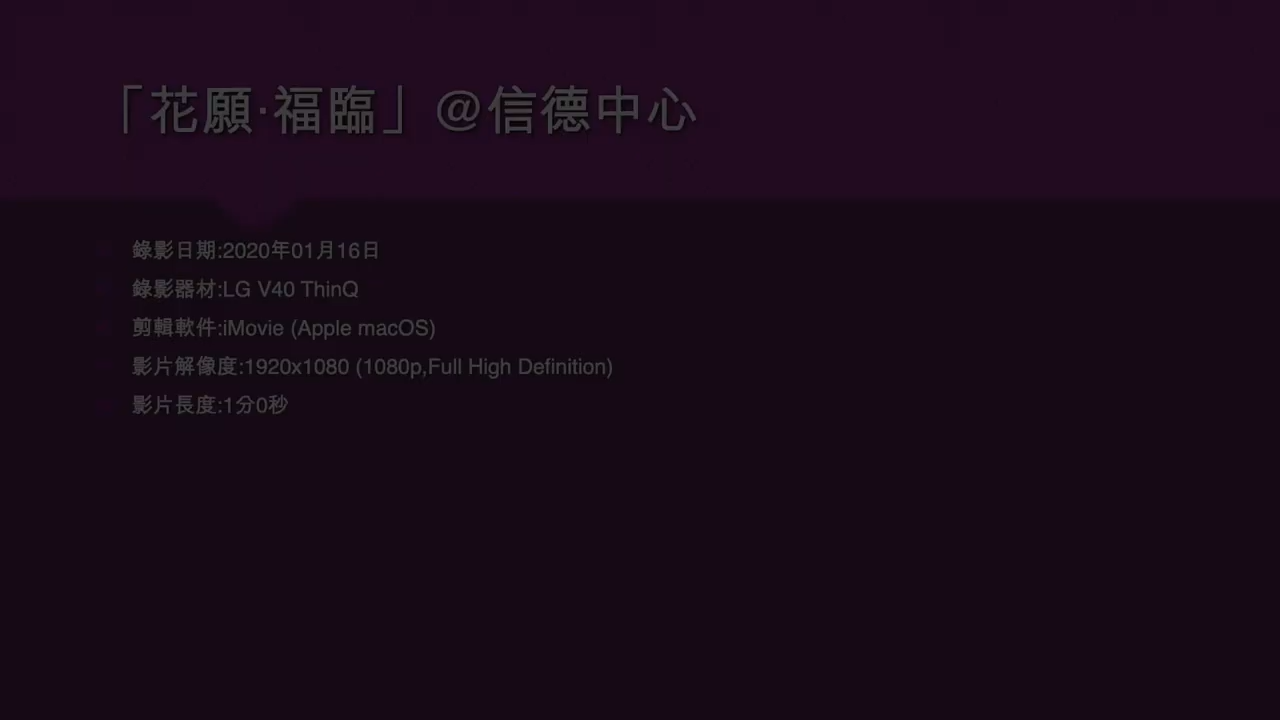 「花願·福臨」@信德中心
錄影日期:2020年01月16日
錄影器材:LG V40 ThinQ
剪輯軟件:iMovie (Apple macOS)
影片解像度:1920x1080 (1080p,Full High Definition)
影片長度:1分0秒